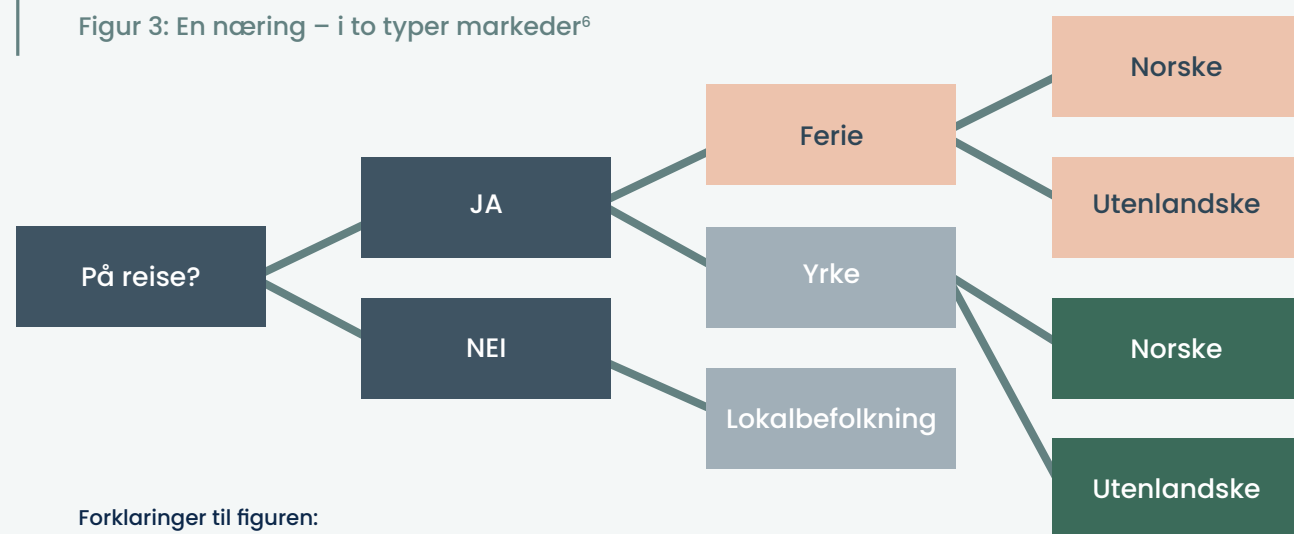 Figur 3: En næring – i to typer markeder⁶
Norske
Ferie
JA
Utenlandske
På reise?
Yrke
NEI
Norske
Lokalbefolkning
Utenlandske
Forklaringer til figuren: